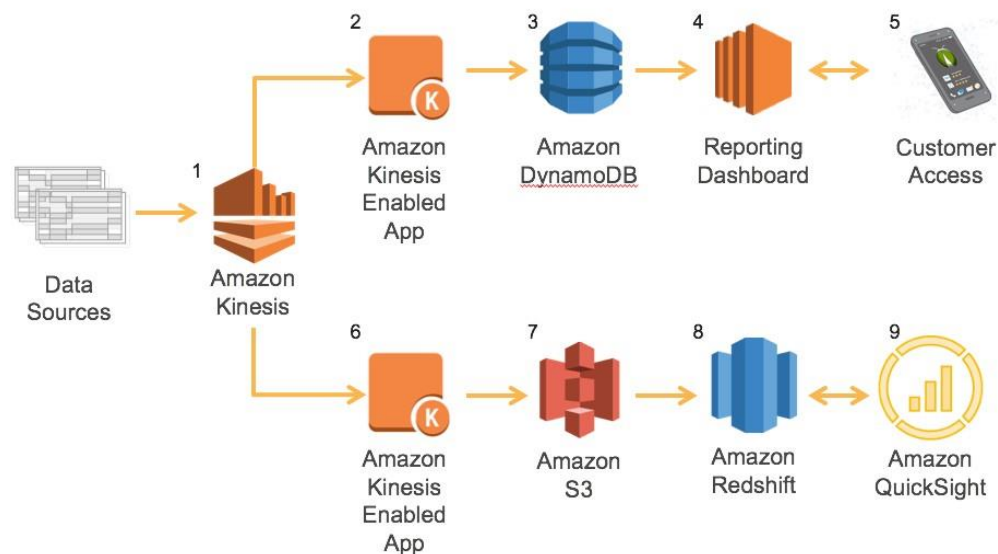 1
2
3
4
5
6
7
8
9
Data
Sources
Amazon
Kinesis
K
Amazon
Kinesis
Enabled
App
Amazon
DynamoDB
Reporting
Dashboard
Customer
Access
K
Amazon
Kinesis
Enabled
App
Amazon
S3
Amazon
Redshift
Amazon
QuickSight